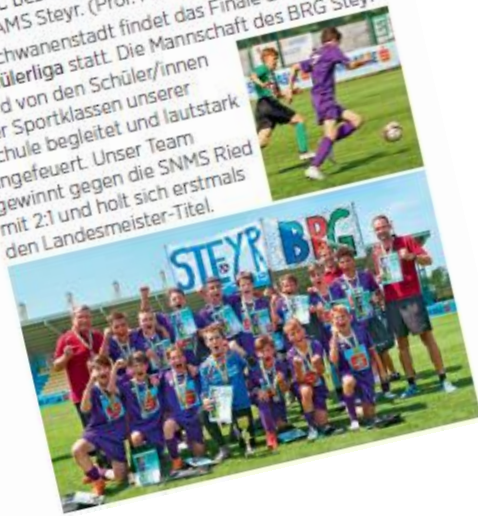 AMS Steyr. (Prof.
chwanenstadt findet das Finale
ülerliga statt. Die Mannschaft des BRG Steyr
d von den Schüler/innen
r Sportklassen unserer
chule begleitet und lautstark
ngefeuert. Unser Team
gewinnt gegen die SNMS Ried
mit 2:1 und holt sich erstmals
den Landesmeister-Titel.
STEYR BRG